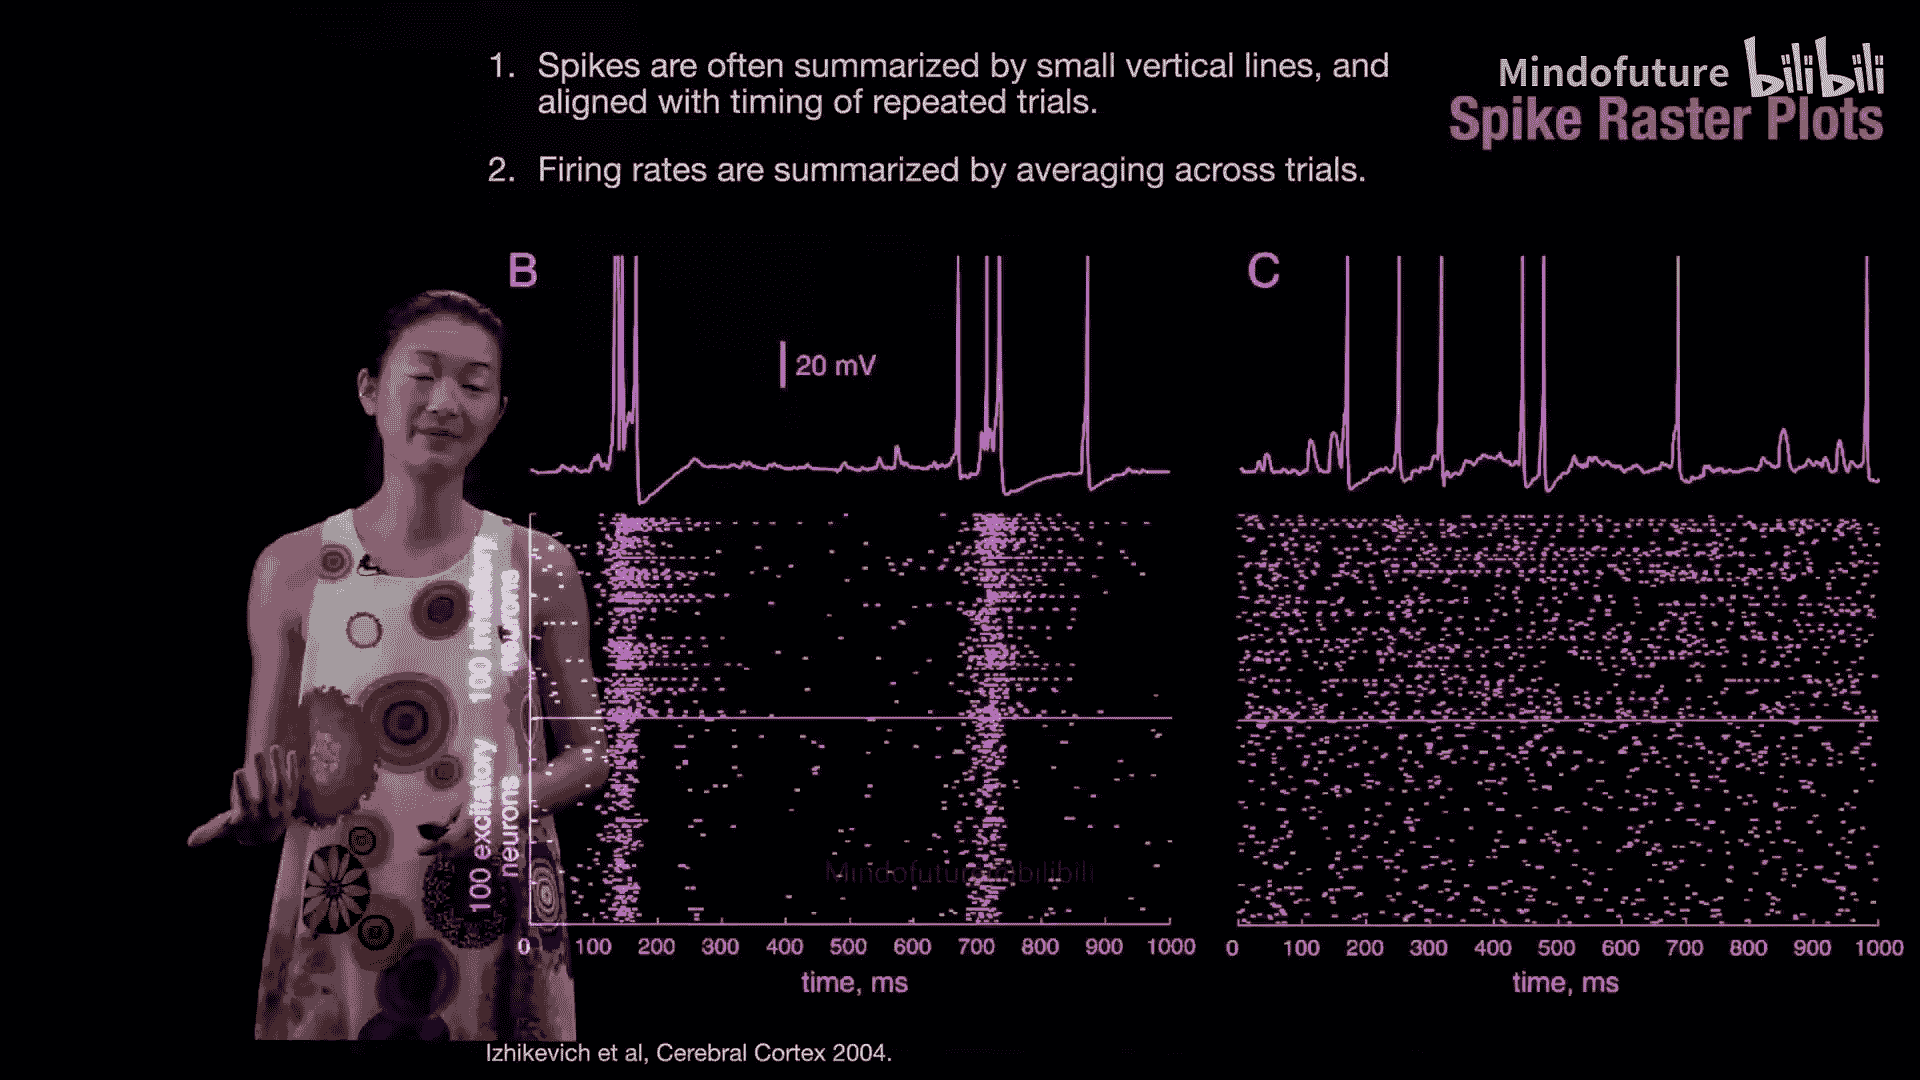 1. Spikes are often summarized by small vertical lines, and
aligned with timing of repeated trials.
2. Firing rates are summarized by averaging across trials.
Mindofuture bilibili
Spike Raster Plots
B
20 mV
C
100 inhibitory
neurons
100 excitatory
neurons
0 100 200 300 400 500 600 700 800 900 1000
time, ms
0 100 200 300 400 500 600 700 800 900 1000
time, ms
Izhikevich et al, Cerebral Cortex 2004.